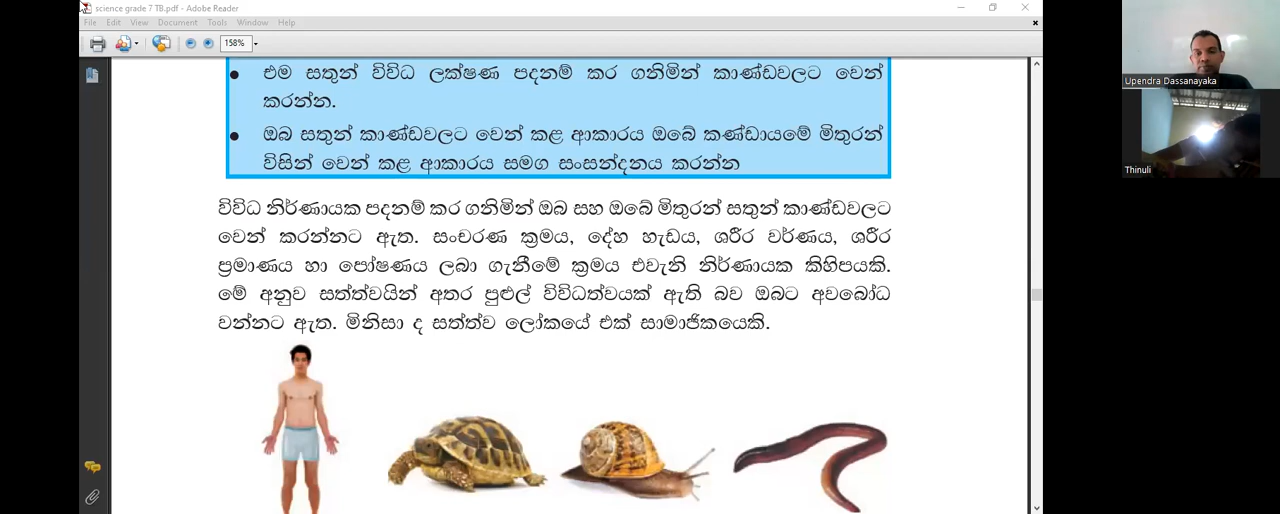 science grade 7 TB.pdf - Adobe Reader
File Edit View Document Tools Window Help
158%
එම සතුන් විවිධ ලක්ෂණ පදනම් කර ගනිමින් කාණ්ඩවලට වෙන්
කරන්න.
ඔබ සතුන් කාණ්ඩවලට වෙන් කළ ආකාරය ඔබේ කණ්ඩායමේ මිතුරන්
විසින් වෙන් කළ ආකාරය සමග සංසන්දනය කරන්න
විවිධ නිර්ණායක පදනම් කර ගනිමින් ඔබ සහ ඔබේ මිතුරන් සතුන් කාණ්ඩවලට
වෙන් කරන්නට ඇත. සංචරණ ක්‍රමය, දේහ හැඩය, ශරීර වර්ණය, ශරීර
ප්‍රමාණය හා පෝෂණය ලබා ගැනීමේ ක්‍රමය එවැනි නිර්ණායක කිහිපයකි.
මේ අනුව සත්ත්වයින් අතර පුළුල් විවිධත්වයක් ඇති බව ඔබට අවබෝධ
වන්නට ඇත. මිනිසා ද සත්ත්ව ලෝකයේ එක් සාමාජිකයෙකි.
Upendra Dassanayaka
Thinuli